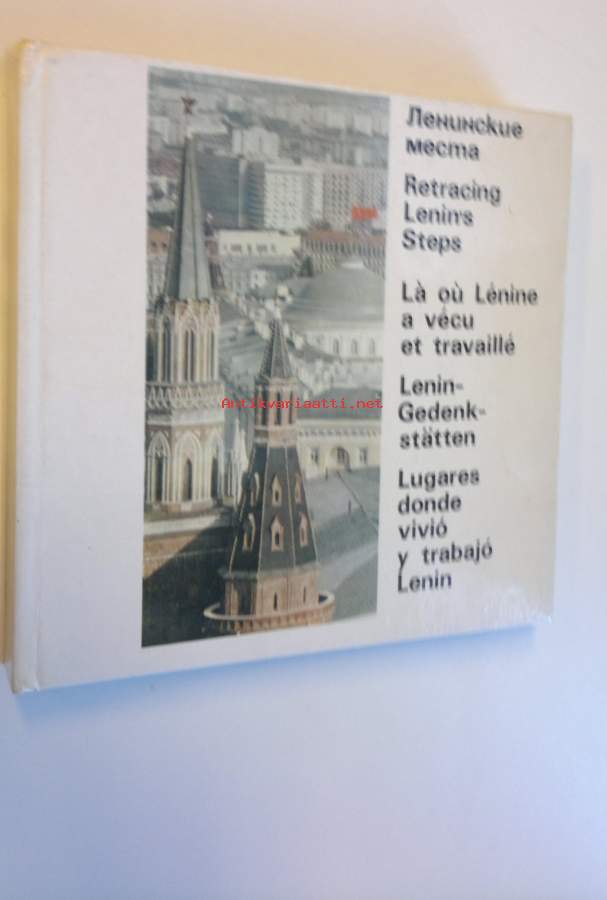 Ленинские
места
Retracing
Lenin's
Steps
Là où Lénine
a vécu
et travaillé
Lenin-
Gedenk-
stätten
Lugares
donde
vivió
y trabajó
Lenin
Antikvariaatti.net